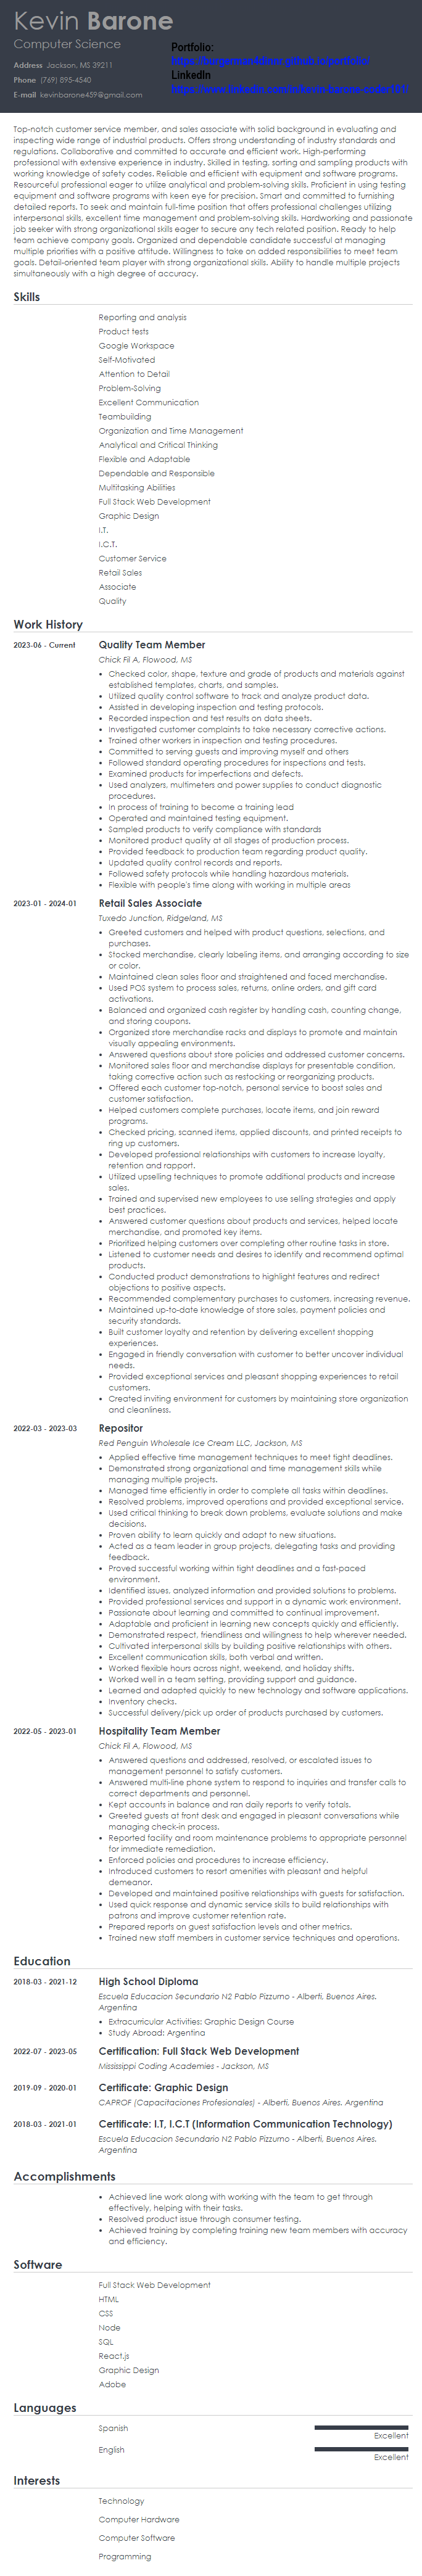 Kevin Barone
Computer Science
Address Jackson, MS 39211
Phone (769) 895-4540
E-mail kevinbarone459@gmail.com
Portfolio:
https://burgerman4dinnr.github.io/portfolio/
LinkedIn
https://www.linkedin.com/in/kevin-barone-coder101/
Top-notch customer service member, and sales associate with solid background in evaluating and
inspecting wide range of industrial products. Offers strong understanding of industry standards and
regulations. Collaborative and committed to accurate and efficient work. High-performing
professional with extensive experience in industry. Skilled in testing, sorting and sampling products with
working knowledge of safety codes. Reliable and efficient with equipment and software programs.
Resourceful professional eager to utilize analytical and problem-solving skills. Proficient in using testing
equipment and software programs with keen eye for precision. Smart and committed to furnishing
detailed reports. To seek and maintain full-time position that offers professional challenges utilizing
interpersonal skills, excellent time management and problem-solving skills. Hardworking and passionate
job seeker with strong organizational skills eager to secure any tech related position. Ready to help
team achieve company goals. Organized and dependable candidate successful at managing
multiple priorities with a positive attitude. Willingness to take on added responsibilities to meet team
goals. Detail-oriented team player with strong organizational skills. Ability to handle multiple projects
simultaneously with a high degree of accuracy.
Skills
Reporting and analysis
Product tests
Google Workspace
Self-Motivated
Attention to Detail
Problem-Solving
Excellent Communication
Teambuilding
Organization and Time Management
Analytical and Critical Thinking
Flexible and Adaptable
Dependable and Responsible
Multitasking Abilities
Full Stack Web Development
Graphic Design
I.T.
I.C.T.
Customer Service
Retail Sales
Associate
Quality
Work History
2023-06 - Current
Quality Team Member
Chick Fil A, Flowood, MS
• Checked color, shape, texture and grade of products and materials against
established templates, charts, and samples.
• Utilized quality control software to track and analyze product data.
• Assisted in developing inspection and testing protocols.
• Recorded inspection and test results on data sheets.
• Investigated customer complaints to take necessary corrective actions.
• Trained other workers in inspection and testing procedures.
• Committed to serving guests and improving myself and others
• Followed standard operating procedures for inspections and tests.
• Examined products for imperfections and defects.
• Used analyzers, multimeters and power supplies to conduct diagnostic
procedures.
• In process of training to become a training lead
• Operated and maintained testing equipment.
• Sampled products to verify compliance with standards
• Monitored product quality at all stages of production process.
• Provided feedback to production team regarding product quality.
• Updated quality control records and reports.
• Followed safety protocols while handling hazardous materials.
• Flexible with people's time along with working in multiple areas
2023-01 - 2024-01
Retail Sales Associate
Tuxedo Junction, Ridgeland, MS
• Greeted customers and helped with product questions, selections, and
purchases.
• Stocked merchandise, clearly labeling items, and arranging according to size
or color.
• Maintained clean sales floor and straightened and faced merchandise.
• Used POS system to process sales, returns, online orders, and gift card
activations.
• Balanced and organized cash register by handling cash, counting change,
and storing coupons.
• Organized store merchandise racks and displays to promote and maintain
visually appealing environments.
• Answered questions about store policies and addressed customer concerns.
• Monitored sales floor and merchandise displays for presentable condition,
taking corrective action such as restocking or reorganizing products.
• Offered each customer top-notch, personal service to boost sales and
customer satisfaction.
• Helped customers complete purchases, locate items, and join reward
programs.
• Checked pricing, scanned items, applied discounts, and printed receipts to
ring up customers.
• Developed professional relationships with customers to increase loyalty,
retention and rapport.
• Utilized upselling techniques to promote additional products and increase
sales.
• Trained and supervised new employees to use selling strategies and apply
best practices.
• Answered customer questions about products and services, helped locate
merchandise, and promoted key items.
• Prioritized helping customers over completing other routine tasks in store.
• Listened to customer needs and desires to identify and recommend optimal
products.
• Conducted product demonstrations to highlight features and redirect
objections to positive aspects.
• Recommended complementary purchases to customers, increasing revenue.
• Maintained up-to-date knowledge of store sales, payment policies and
security standards.
• Built customer loyalty and retention by delivering excellent shopping
experiences.
• Engaged in friendly conversation with customer to better uncover individual
needs.
• Provided exceptional services and pleasant shopping experiences to retail
customers.
• Created inviting environment for customers by maintaining store organization
and cleanliness.
2022-03 - 2023-03
Repositor
Red Penguin Wholesale Ice Cream LLC, Jackson, MS
• Applied effective time management techniques to meet tight deadlines.
• Demonstrated strong organizational and time management skills while
managing multiple projects.
• Managed time efficiently in order to complete all tasks within deadlines.
• Resolved problems, improved operations and provided exceptional service.
• Used critical thinking to break down problems, evaluate solutions and make
decisions.
• Proven ability to learn quickly and adapt to new situations.
• Acted as a team leader in group projects, delegating tasks and providing
feedback.
• Proved successful working within tight deadlines and a fast-paced
environment.
• Identified issues, analyzed information and provided solutions to problems.
• Provided professional services and support in a dynamic work environment.
• Passionate about learning and committed to continual improvement.
• Adaptable and proficient in learning new concepts quickly and efficiently.
• Demonstrated respect, friendliness and willingness to help wherever needed.
• Cultivated interpersonal skills by building positive relationships with others.
• Excellent communication skills, both verbal and written.
• Worked flexible hours across night, weekend, and holiday shifts.
• Worked well in a team setting, providing support and guidance.
• Learned and adapted quickly to new technology and software applications.
• Inventory checks.
• Successful delivery/pick up order of products purchased by customers.
2022-05 - 2023-01
Hospitality Team Member
Chick Fil A, Flowood, MS
• Answered questions and addressed, resolved, or escalated issues to
management personnel to satisfy customers.
• Answered multi-line phone system to respond to inquiries and transfer calls to
correct departments and personnel.
• Kept accounts in balance and ran daily reports to verify totals.
• Greeted guests at front desk and engaged in pleasant conversations while
managing check-in process.
• Reported facility and room maintenance problems to appropriate personnel
for immediate remediation.
• Enforced policies and procedures to increase efficiency.
• Introduced customers to resort amenities with pleasant and helpful
demeanor.
• Developed and maintained positive relationships with guests for satisfaction.
• Used quick response and dynamic service skills to build relationships with
patrons and improve customer retention rate.
• Prepared reports on guest satisfaction levels and other metrics.
• Trained new staff members in customer service techniques and operations.
Education
2018-03 - 2021-12
High School Diploma
Escuela Educacion Secundario N2 Pablo Pizzurno - Alberti, Buenos Aires,
Argentina
• Extracurricular Activities: Graphic Design Course
• Study Abroad: Argentina
2022-07 - 2023-05
Certification: Full Stack Web Development
Mississippi Coding Academies - Jackson, MS
2019-09 - 2020-01
Certificate: Graphic Design
CAPROF (Capacitaciones Profesionales) - Alberti, Buenos Aires, Argentina
2018-03 - 2021-01
Certificate: I.T, I.C.T (Information Communication Technology)
Escuela Educacion Secundario N2 Pablo Pizzurno - Alberti, Buenos Aires,
Argentina
Accomplishments
• Achieved line work along with working with the team to get through
effectively, helping with their tasks.
• Resolved product issue through consumer testing.
• Achieved training by completing training new team members with accuracy
and efficiency.
Software
Full Stack Web Development
HTML
CSS
Node
SQL
React.js
Graphic Design
Adobe
Languages
Spanish
Excellent
English
Excellent
Interests
Technology
Computer Hardware
Computer Software
Programming